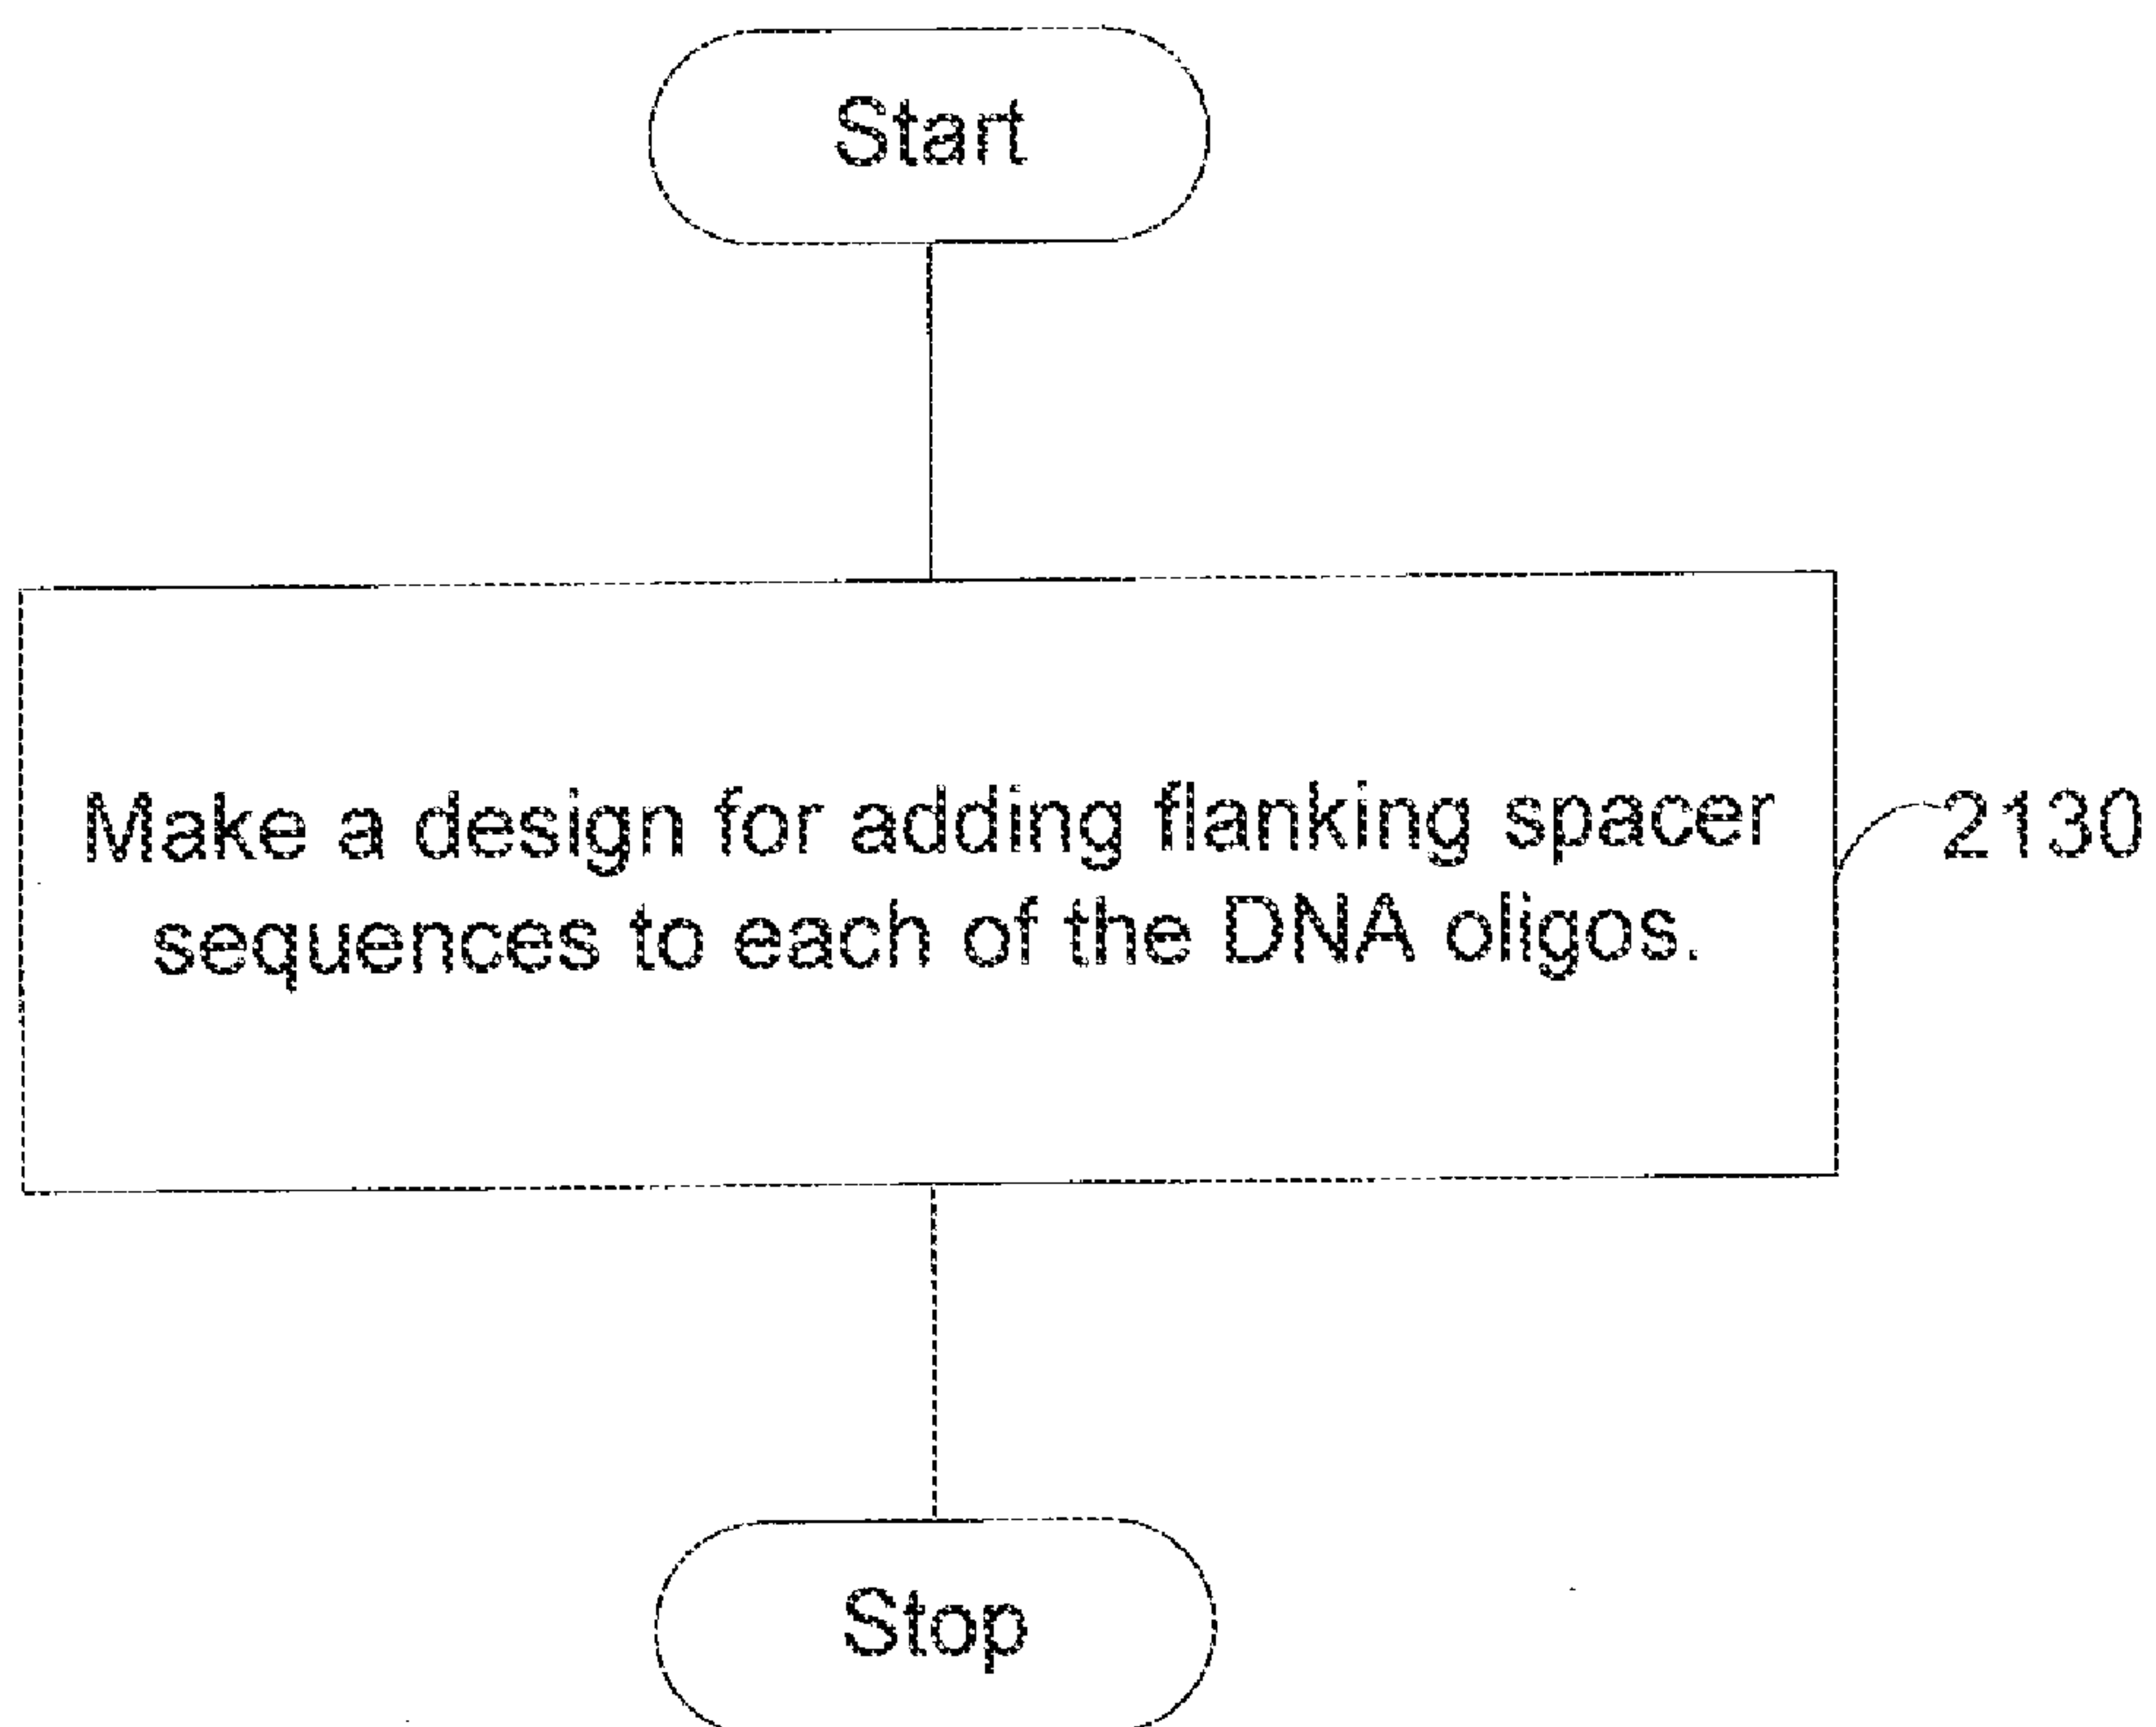 Start
Make a design for adding flanking spacer
sequences to each of the DNA oligos.
2130
Stop